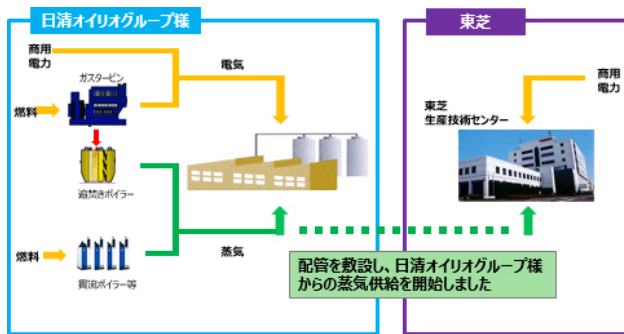 日清オイリオグループ様
東芝
商用
電力
ガスタービン
電気
燃料
追焚きボイラー
燃料
貫流ボイラー等
蒸気
商用
電力
東芝
生産技術センター
配管を敷設し、日清オイリオグループ様
からの蒸気供給を開始しました